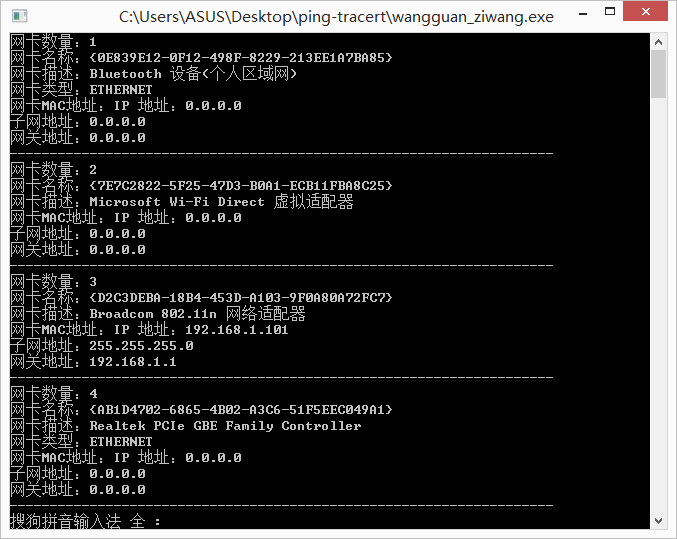 C:\Users\ASUS\Desktop\ping-tracert\wangguan_ziwang.exe
网卡数量：1
网卡名称：{0E839E12-0F12-498F-8229-213EE1A7BA85}
网卡描述：Bluetooth 设备(个人区域网)
网卡类型：ETHERNET
网卡MAC地址：IP 地址：0.0.0.0
子网地址：0.0.0.0
网关地址：0.0.0.0
网卡数量：2
网卡名称：{7E7C2822-5F25-47D3-B0A1-ECB11FBA8C25}
网卡描述：Microsoft Wi-Fi Direct 虚拟适配器
网卡MAC地址：IP 地址：0.0.0.0
子网地址：0.0.0.0
网关地址：0.0.0.0
网卡数量：3
网卡名称：{D2C3DEBA-18B4-453D-A103-9F0A80A72FC7}
网卡描述：Broadcom 802.11n 网络适配器
网卡MAC地址：IP 地址：192.168.1.101
子网地址：255.255.255.0
网关地址：192.168.1.1
网卡数量：4
网卡名称：{AB1D4702-6865-4B02-A3C6-51F5EEC049A1}
网卡描述：Realtek PCIe GBE Family Controller
网卡类型：ETHERNET
网卡MAC地址：IP 地址：0.0.0.0
子网地址：0.0.0.0
网关地址：0.0.0.0
搜狗拼音输入法 全 ：